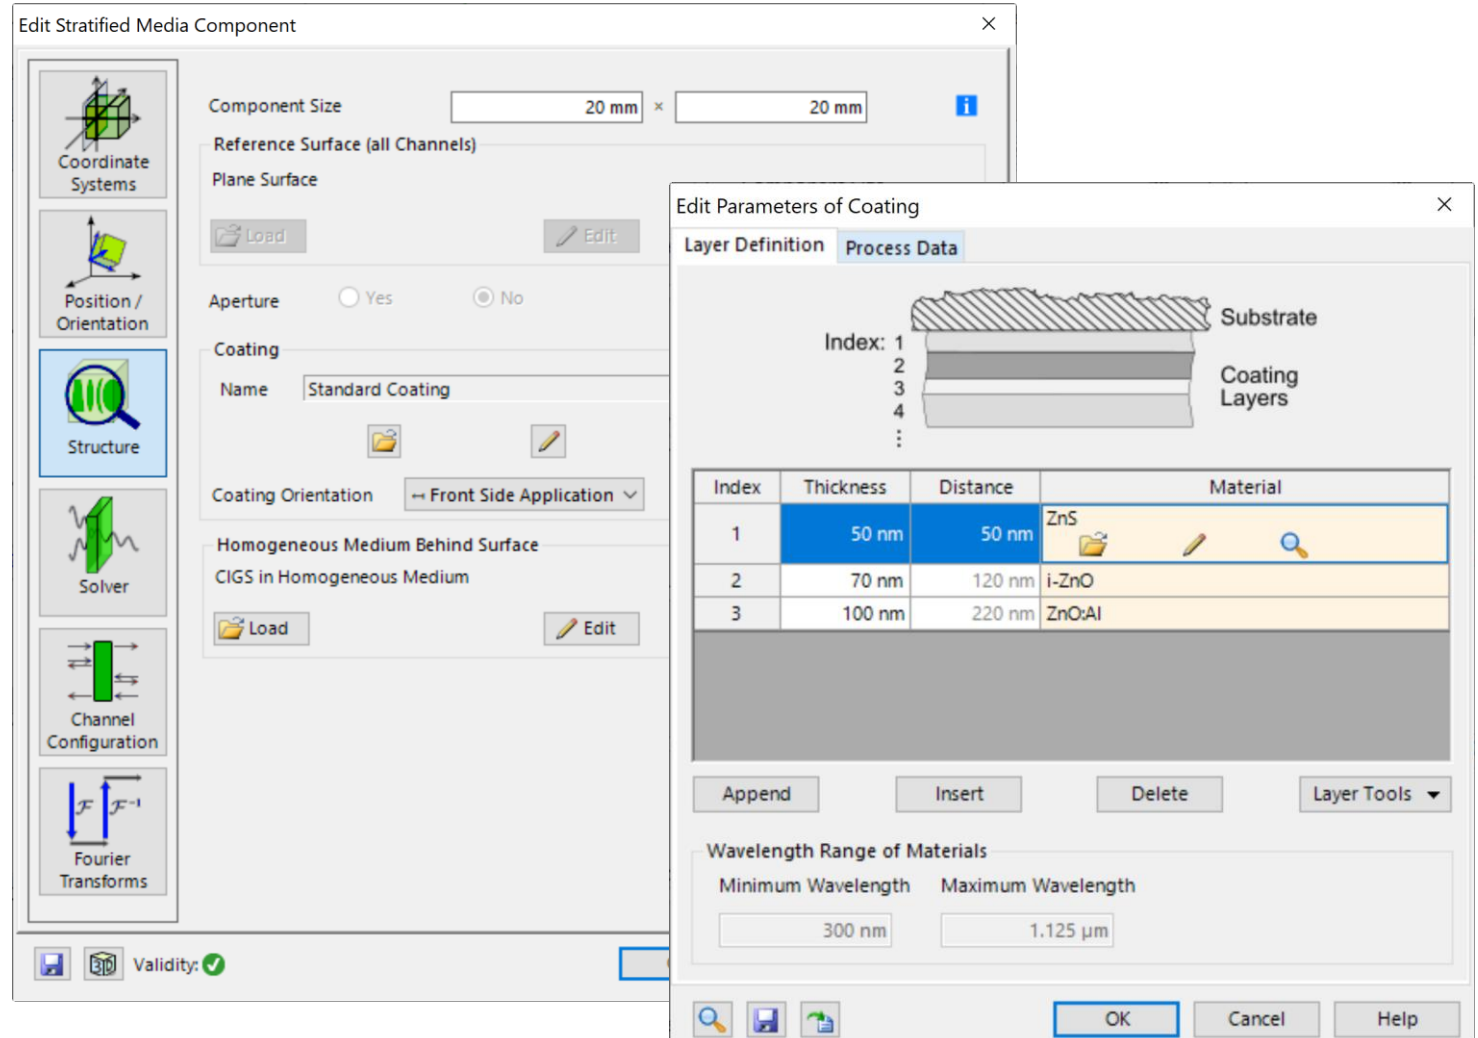 Edit Stratified Media Component
Coordinate
Systems
Position /
Orientation
Structure
Solver
Channel
Configuration
F F-1
Fourier
Transforms
Component Size 20 mm × 20 mm
Reference Surface (all Channels)
Plane Surface
Load Edit
Aperture Yes No
Coating
Name Standard Coating
Coating Orientation Front Side Application
Homogeneous Medium Behind Surface
CIGS in Homogeneous Medium
Load Edit
3D Validity:
Edit Parameters of Coating
Layer Definition Process Data
Substrate
Index: 1
2
3
4
Coating
Layers
Index Thickness Distance Material
1 50 nm 50 nm ZnS
2 70 nm 120 nm i-ZnO
3 100 nm 220 nm ZnO:Al
Append Insert Delete Layer Tools
Wavelength Range of Materials
Minimum Wavelength Maximum Wavelength
300 nm 1.125 µm
OK Cancel Help